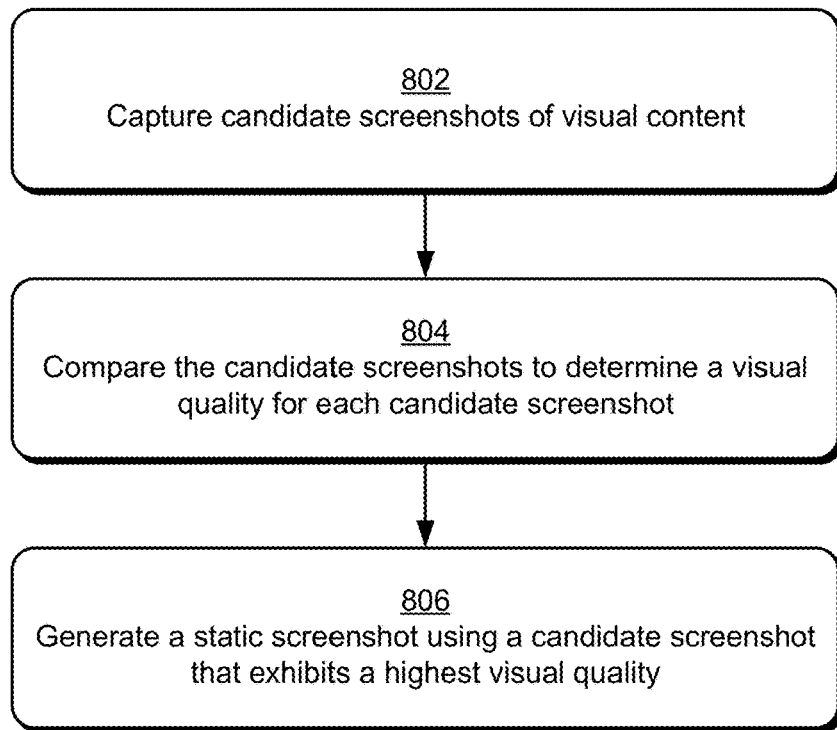 802
Capture candidate screenshots of visual content
804
Compare the candidate screenshots to determine a visual
quality for each candidate screenshot
806
Generate a static screenshot using a candidate screenshot
that exhibits a highest visual quality